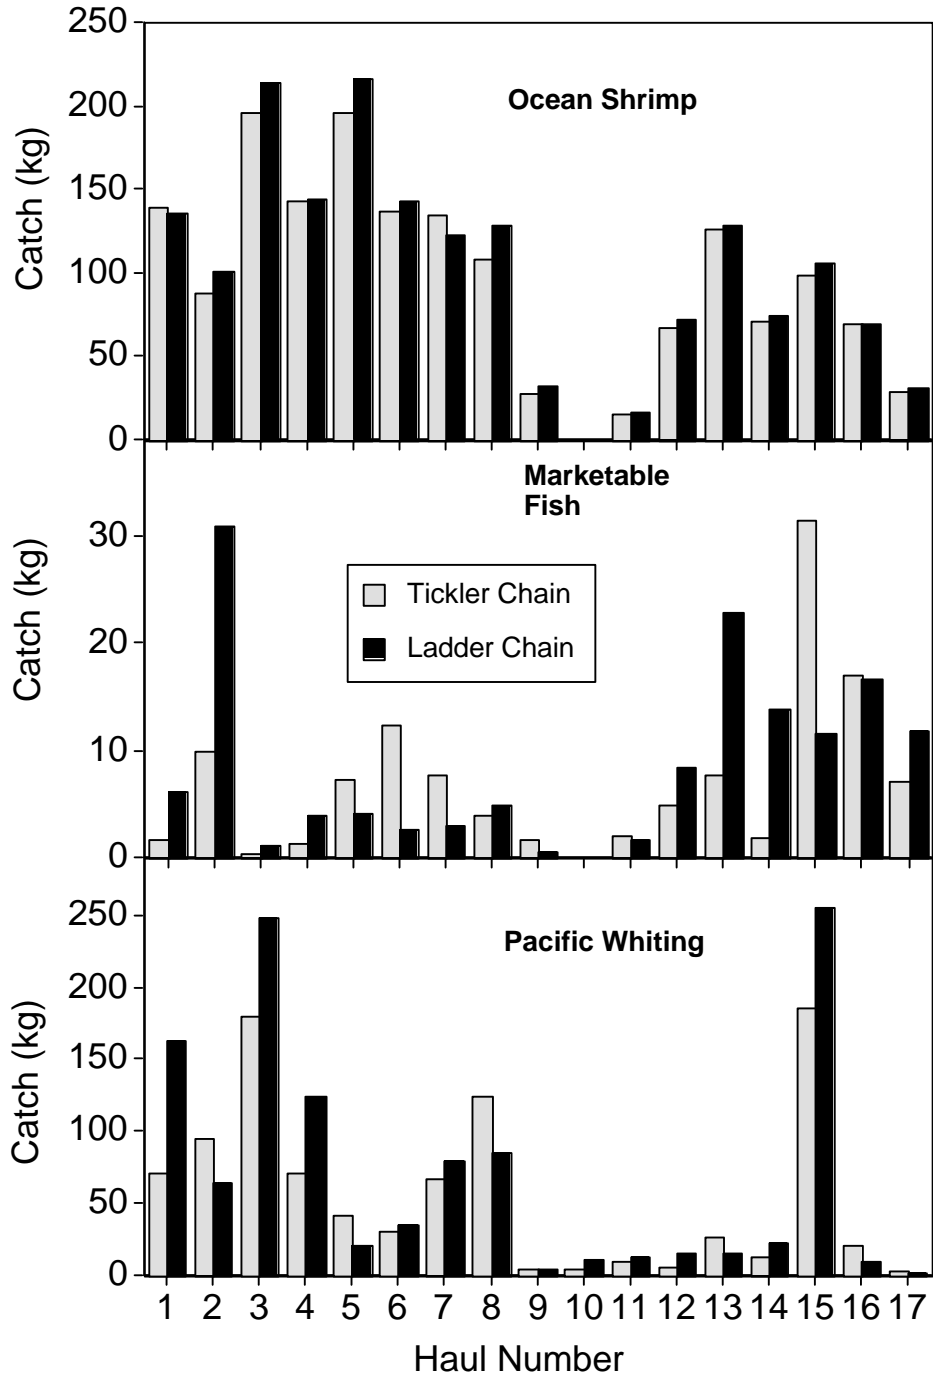 250
200
150
100
50
0
Catch (kg)
Ocean Shrimp
30
20
10
0
Catch (kg)
Marketable
Fish
Tickler Chain
Ladder Chain
250
200
150
100
50
0
Catch (kg)
Pacific Whiting
1 2 3 4 5 6 7 8 9 10 11 12 13 14 15 16 17
Haul Number